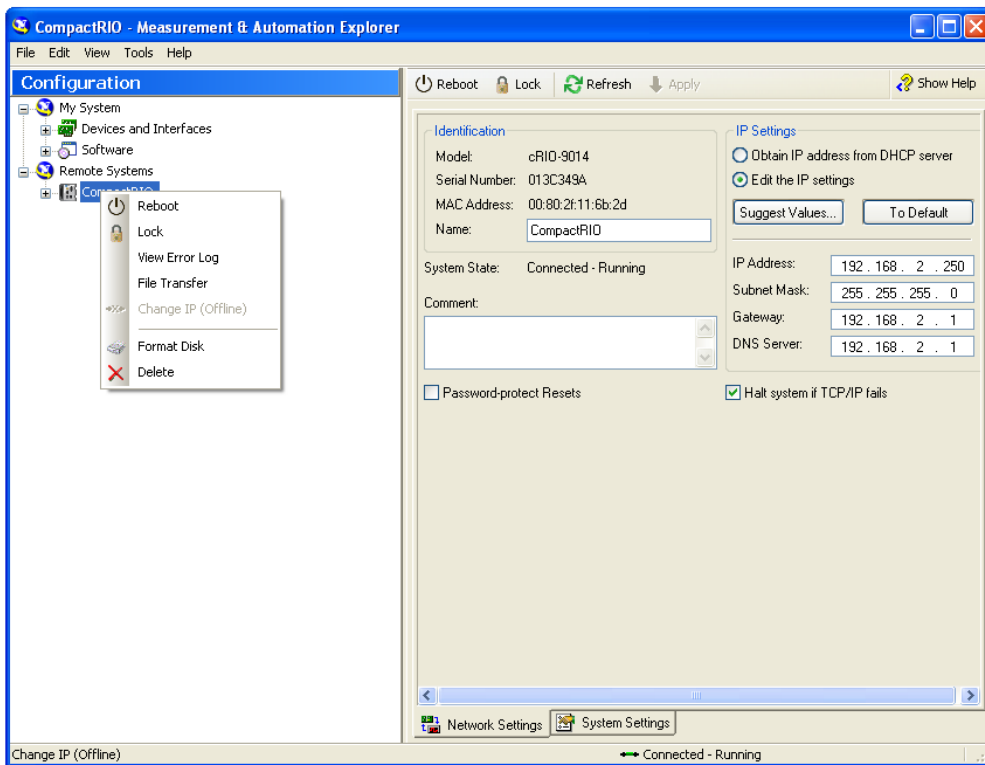 CompactRIO - Measurement & Automation Explorer
File Edit View Tools Help
Configuration
My System
Devices and Interfaces
Software
Remote Systems
CompactRIO
Reboot
Lock
View Error Log
File Transfer
Change IP (Offline)
Format Disk
Delete
Reboot Lock Refresh Apply Show Help
Identification
Model: cRIO-9014
Serial Number: 013C349A
MAC Address: 00:80:2f:11:6b:2d
Name: CompactRIO
System State: Connected - Running
Comment:
Password-protect Resets
IP Settings
Obtain IP address from DHCP server
Edit the IP settings
Suggest Values... To Default
IP Address: 192 . 168 . 2 . 250
Subnet Mask: 255 . 255 . 255 . 0
Gateway: 192 . 168 . 2 . 1
DNS Server: 192 . 168 . 2 . 1
Halt system if TCP/IP fails
Network Settings System Settings
Change IP (Offline) Connected - Running